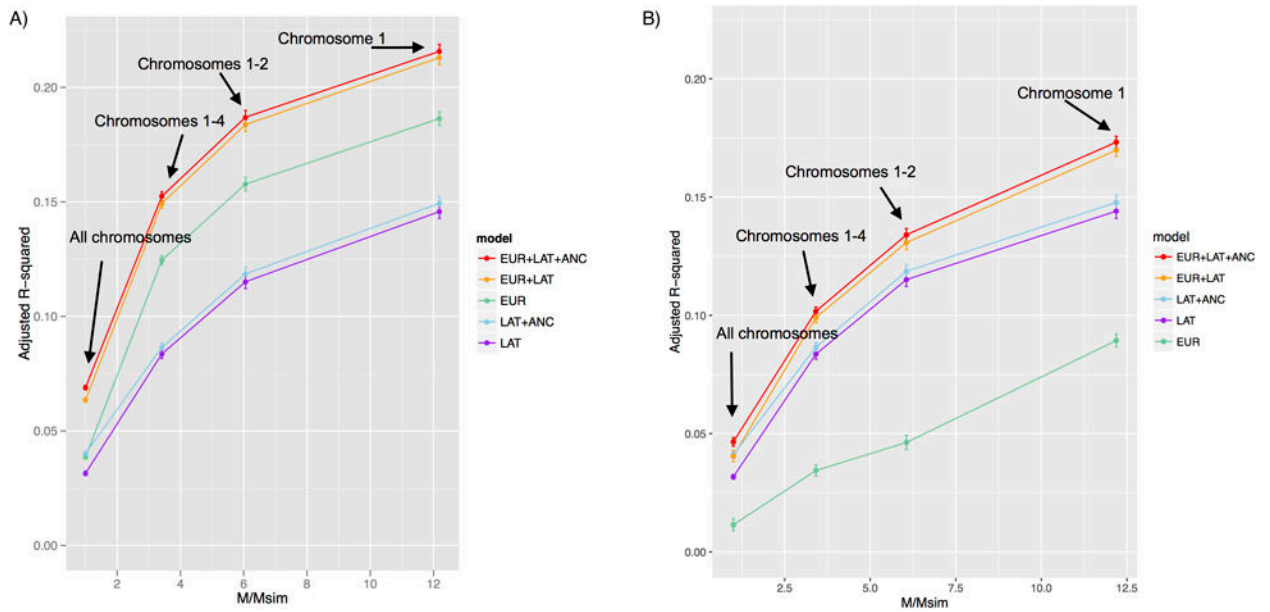 A)
Chromosome 1
Chromosomes 1-2
Chromosomes 1-4
All chromosomes
Adjusted R-squared
0.20
0.15
0.10
0.05
0.00
2
4
6
8
10
12
M/Msim
model
EUR+LAT+ANC
EUR+LAT
EUR
LAT+ANC
LAT
B)
Chromosome 1
Chromosomes 1-2
Chromosomes 1-4
All chromosomes
Adjusted R-squared
0.20
0.15
0.10
0.05
0.00
2.5
5.0
7.5
10.0
12.5
M/Msim
model
EUR+LAT+ANC
EUR+LAT
LAT+ANC
LAT
EUR